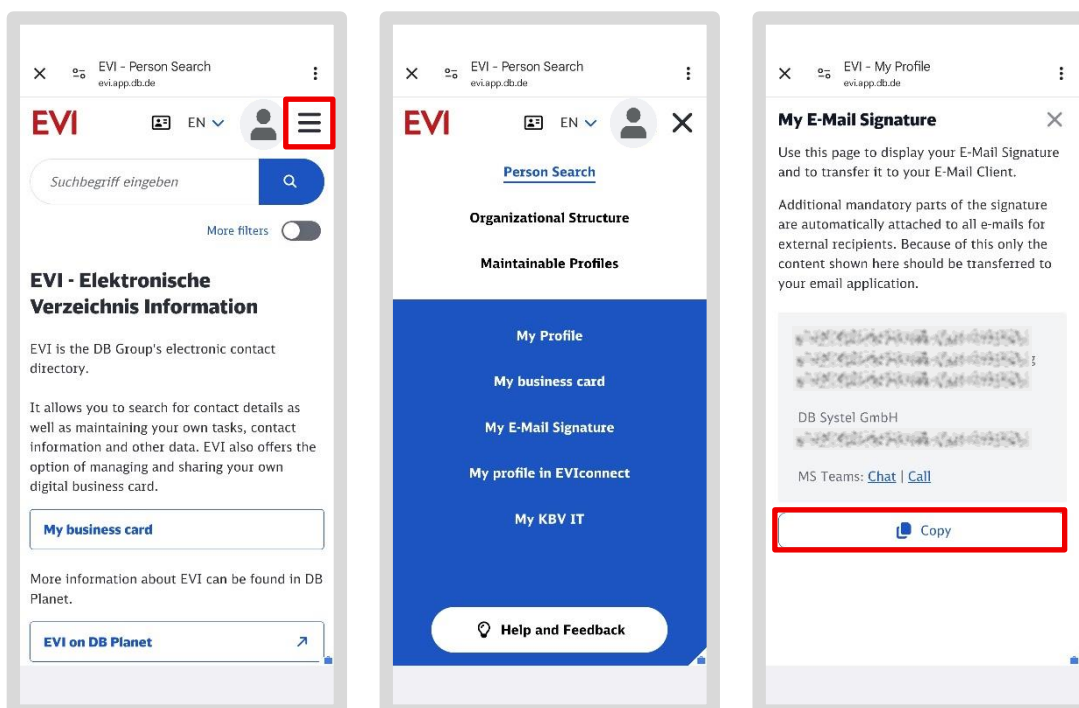 EVI - Person Search
evi.app.db.de
EVI
EN
Suchbegriff eingeben
More filters
EVI - Elektronische
Verzeichnis Information
EVI is the DB Group's electronic contact
directory.
It allows you to search for contact details as
well as maintaining your own tasks, contact
information and other data. EVI also offers the
option of managing and sharing your own
digital business card.
My business card
More information about EVI can be found in DB
Planet.
EVI on DB Planet
EVI - Person Search
evi.app.db.de
EVI
EN
Person Search
Organizational Structure
Maintainable Profiles
My Profile
My business card
My E-Mail Signature
My profile in EVIconnect
My KBV IT
Help and Feedback
EVI - My Profile
evi.app.db.de
My E-Mail Signature
Use this page to display your E-Mail Signature
and to transfer it to your E-Mail Client.
Additional mandatory parts of the signature
are automatically attached to all e-mails for
external recipients. Because of this only the
content shown here should be transferred to
your email application.
DB Systel GmbH
MS Teams: Chat | Call
Copy